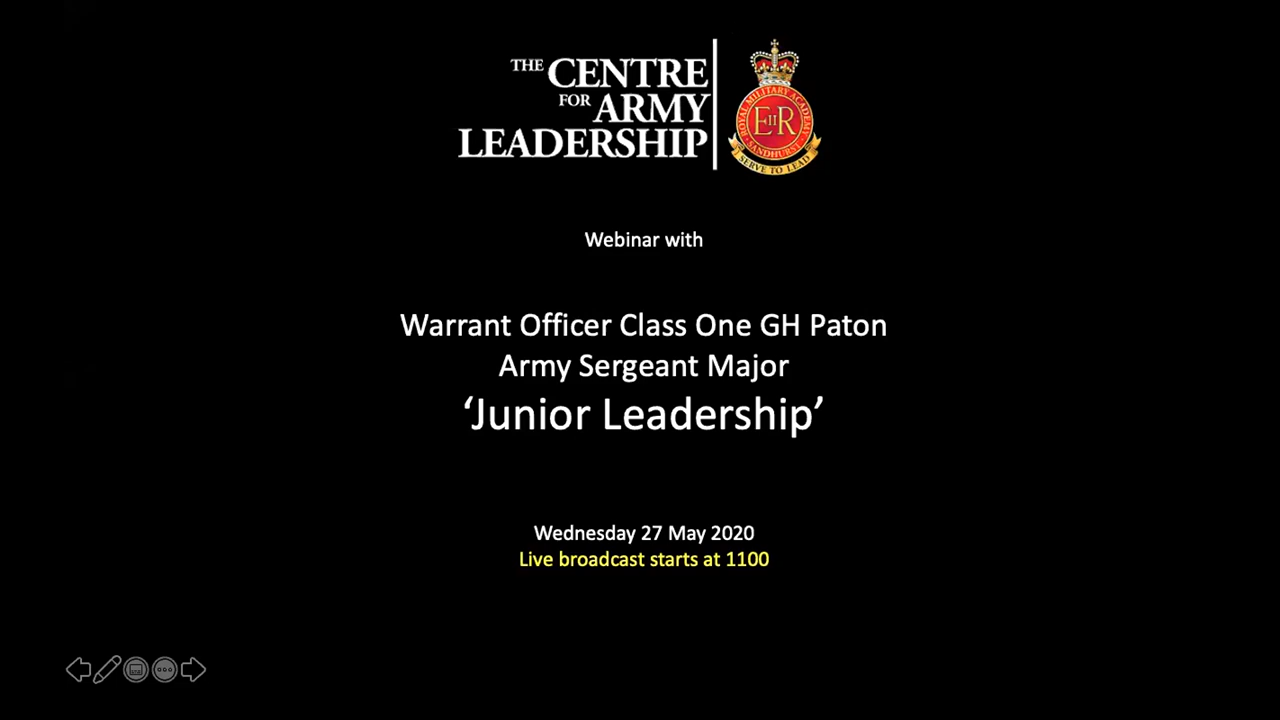 THE CENTRE
FOR ARMY
LEADERSHIP
ROYAL MILITARY ACADEMY
EIIR
SANDHURST
SERVE TO LEAD
Webinar with
Warrant Officer Class One GH Paton
Army Sergeant Major
‘Junior Leadership’
Wednesday 27 May 2020
Live broadcast starts at 1100